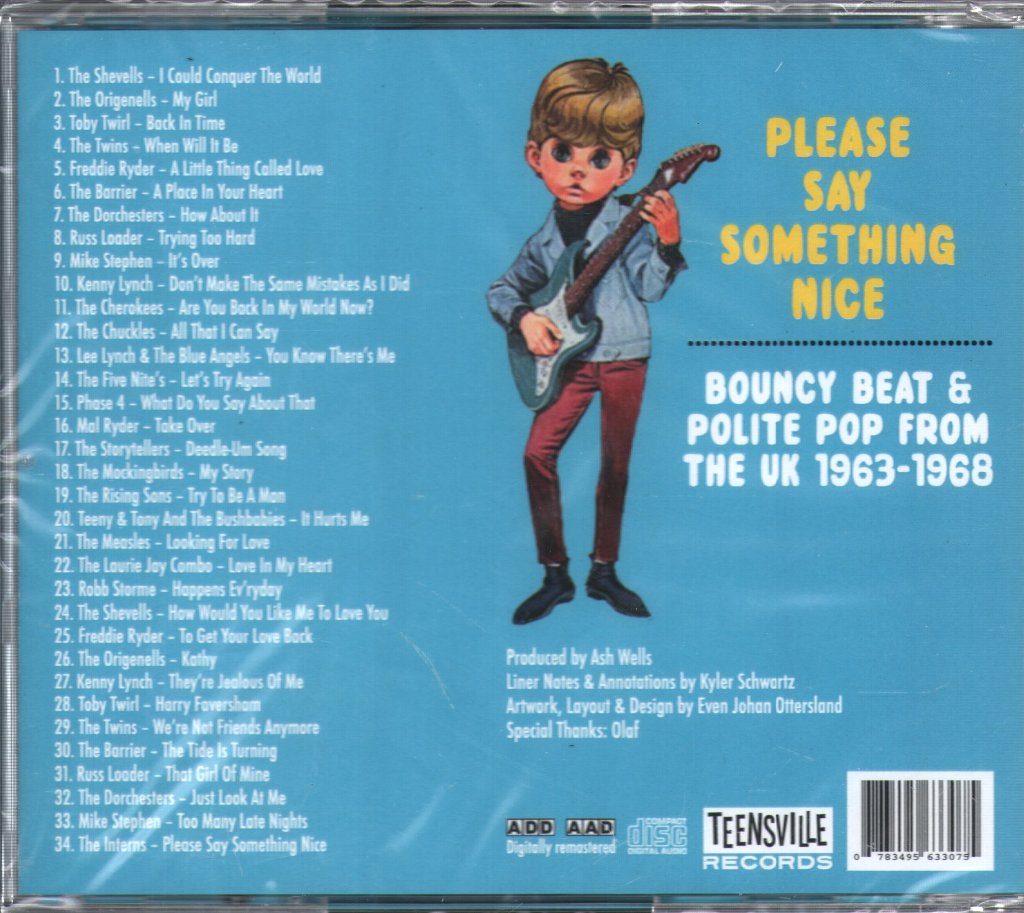 1. The Shevells – I Could Conquer The World
2. The Origenells – My Girl
3. Toby Twirl – Back In Time
4. The Twins – When Will It Be
5. Freddie Ryder – A Little Thing Called Love
6. The Barrier – A Place In Your Heart
7. The Dorchesters – How About It
8. Russ Loader – Trying Too Hard
9. Mike Stephen – It's Over
10. Kenny Lynch – Don't Make The Same Mistakes As I Did
11. The Cherokees – Are You Back In My World Now?
12. The Chuckles – All That I Can Say
13. Lee Lynch & The Blue Angels – You Know There's Me
14. The Five Nite's – Let's Try Again
15. Phase 4 – What Do You Say About That
16. Mal Ryder – Take Over
17. The Storytellers – Deedle-Um Song
18. The Mockingbirds – My Story
19. The Rising Sons – Try To Be A Man
20. Teeny & Tony And The Bushbabies – It Hurts Me
21. The Measles – Looking For Love
22. The Laurie Jay Combo – Love In My Heart
23. Robb Storme – Happens Ev'ryday
24. The Shevells – How Would You Like Me To Love You
25. Freddie Ryder – To Get Your Love Back
26. The Origenells – Kathy
27. Kenny Lynch – They're Jealous Of Me
28. Toby Twirl – Harry Faversham
29. The Twins – We're Not Friends Anymore
30. The Barrier – The Tide Is Turning
31. Russ Loader – That Girl Of Mine
32. The Dorchesters – Just Look At Me
33. Mike Stephen – Too Many Late Nights
34. The Interns – Please Say Something Nice
PLEASE
SAY
SOMETHING
NICE
BOUNCY BEAT &
POLITE POP FROM
THE UK 1963-1968
Produced by Ash Wells
Liner Notes & Annotations by Kyler Schwartz
Artwork, Layout & Design by Even Johan Ottersland
Special Thanks: Olaf
ADD AAD
Digitally remastered
COMPACT
disc
DIGITAL AUDIO
TEENSVILLE
RECORDS
0 783495 633075